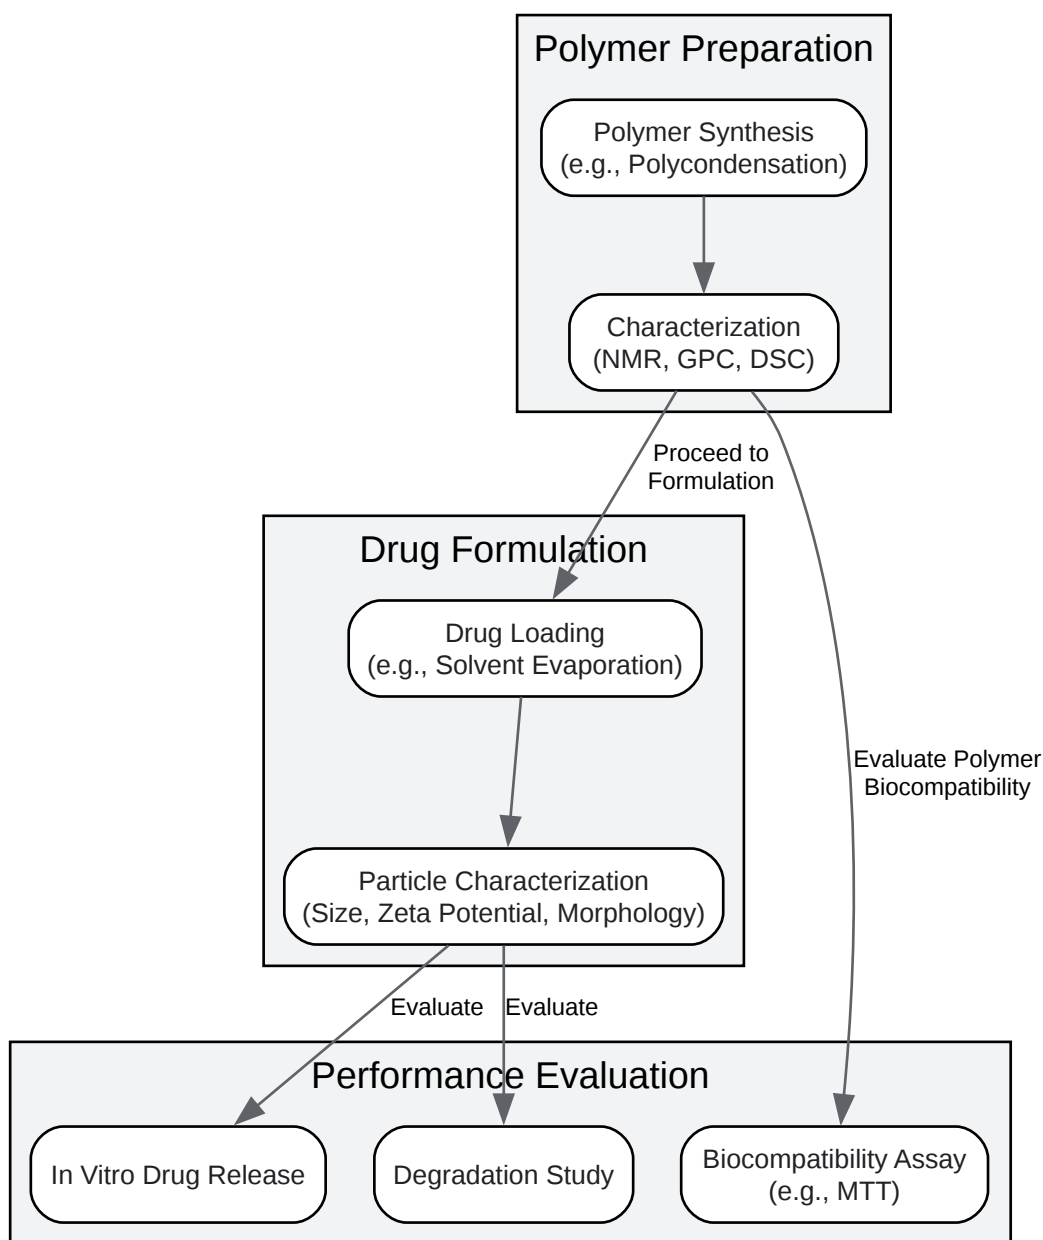 Polymer Preparation
Polymer Synthesis
(e.g., Polycondensation)
Characterization
(NMR, GPC, DSC)
Proceed to
Formulation
Drug Formulation
Drug Loading
(e.g., Solvent Evaporation)
Evaluate Polymer
Biocompatibility
Particle Characterization
(Size, Zeta Potential, Morphology)
Evaluate
Evaluate
Performance Evaluation
In Vitro Drug Release
Degradation Study
Biocompatibility Assay
(e.g., MTT)